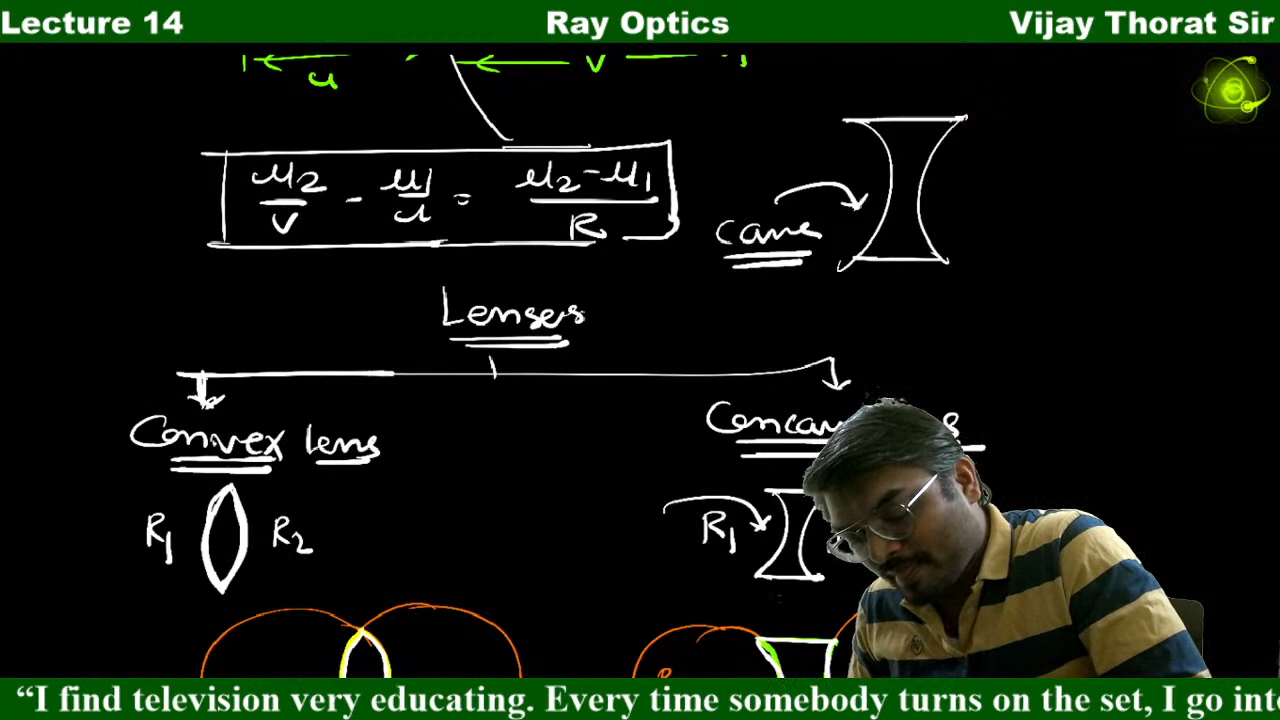 Lecture 14 Ray Optics Vijay Thorat Sir
u v
μ2/v - μ1/u = μ2-μ1/R
Lenses
Convex lens
R1 R2
R1
“I find television very educating. Every time somebody turns on the set, I go int